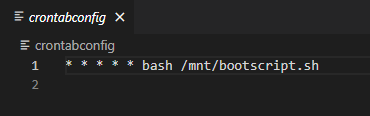 crontabconfig
crontabconfig
1 * * * * * bash /mnt/bootscript.sh
2